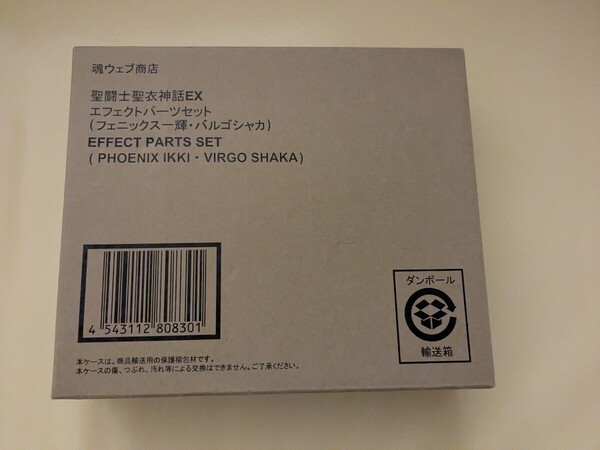 魂ウェブ商店
聖闘士聖衣神話EX
エフェクトパーツセット
(フェニックス一輝・バルゴシャカ)
EFFECT PARTS SET
( PHOENIX IKKI・VIRGO SHAKA)
4 543112 808301
ダンボール
輸送箱
本ケースは、商品輸送用の保護梱包材です。
本ケースの傷、つぶれ、汚れ等による交換はできません。ご了承ください。